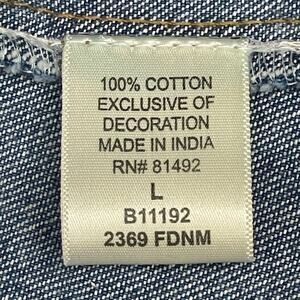 100% COTTON
EXCLUSIVE OF
DECORATION
MADE IN INDIA
RN# 81492
L
B11192
2369 FDNM